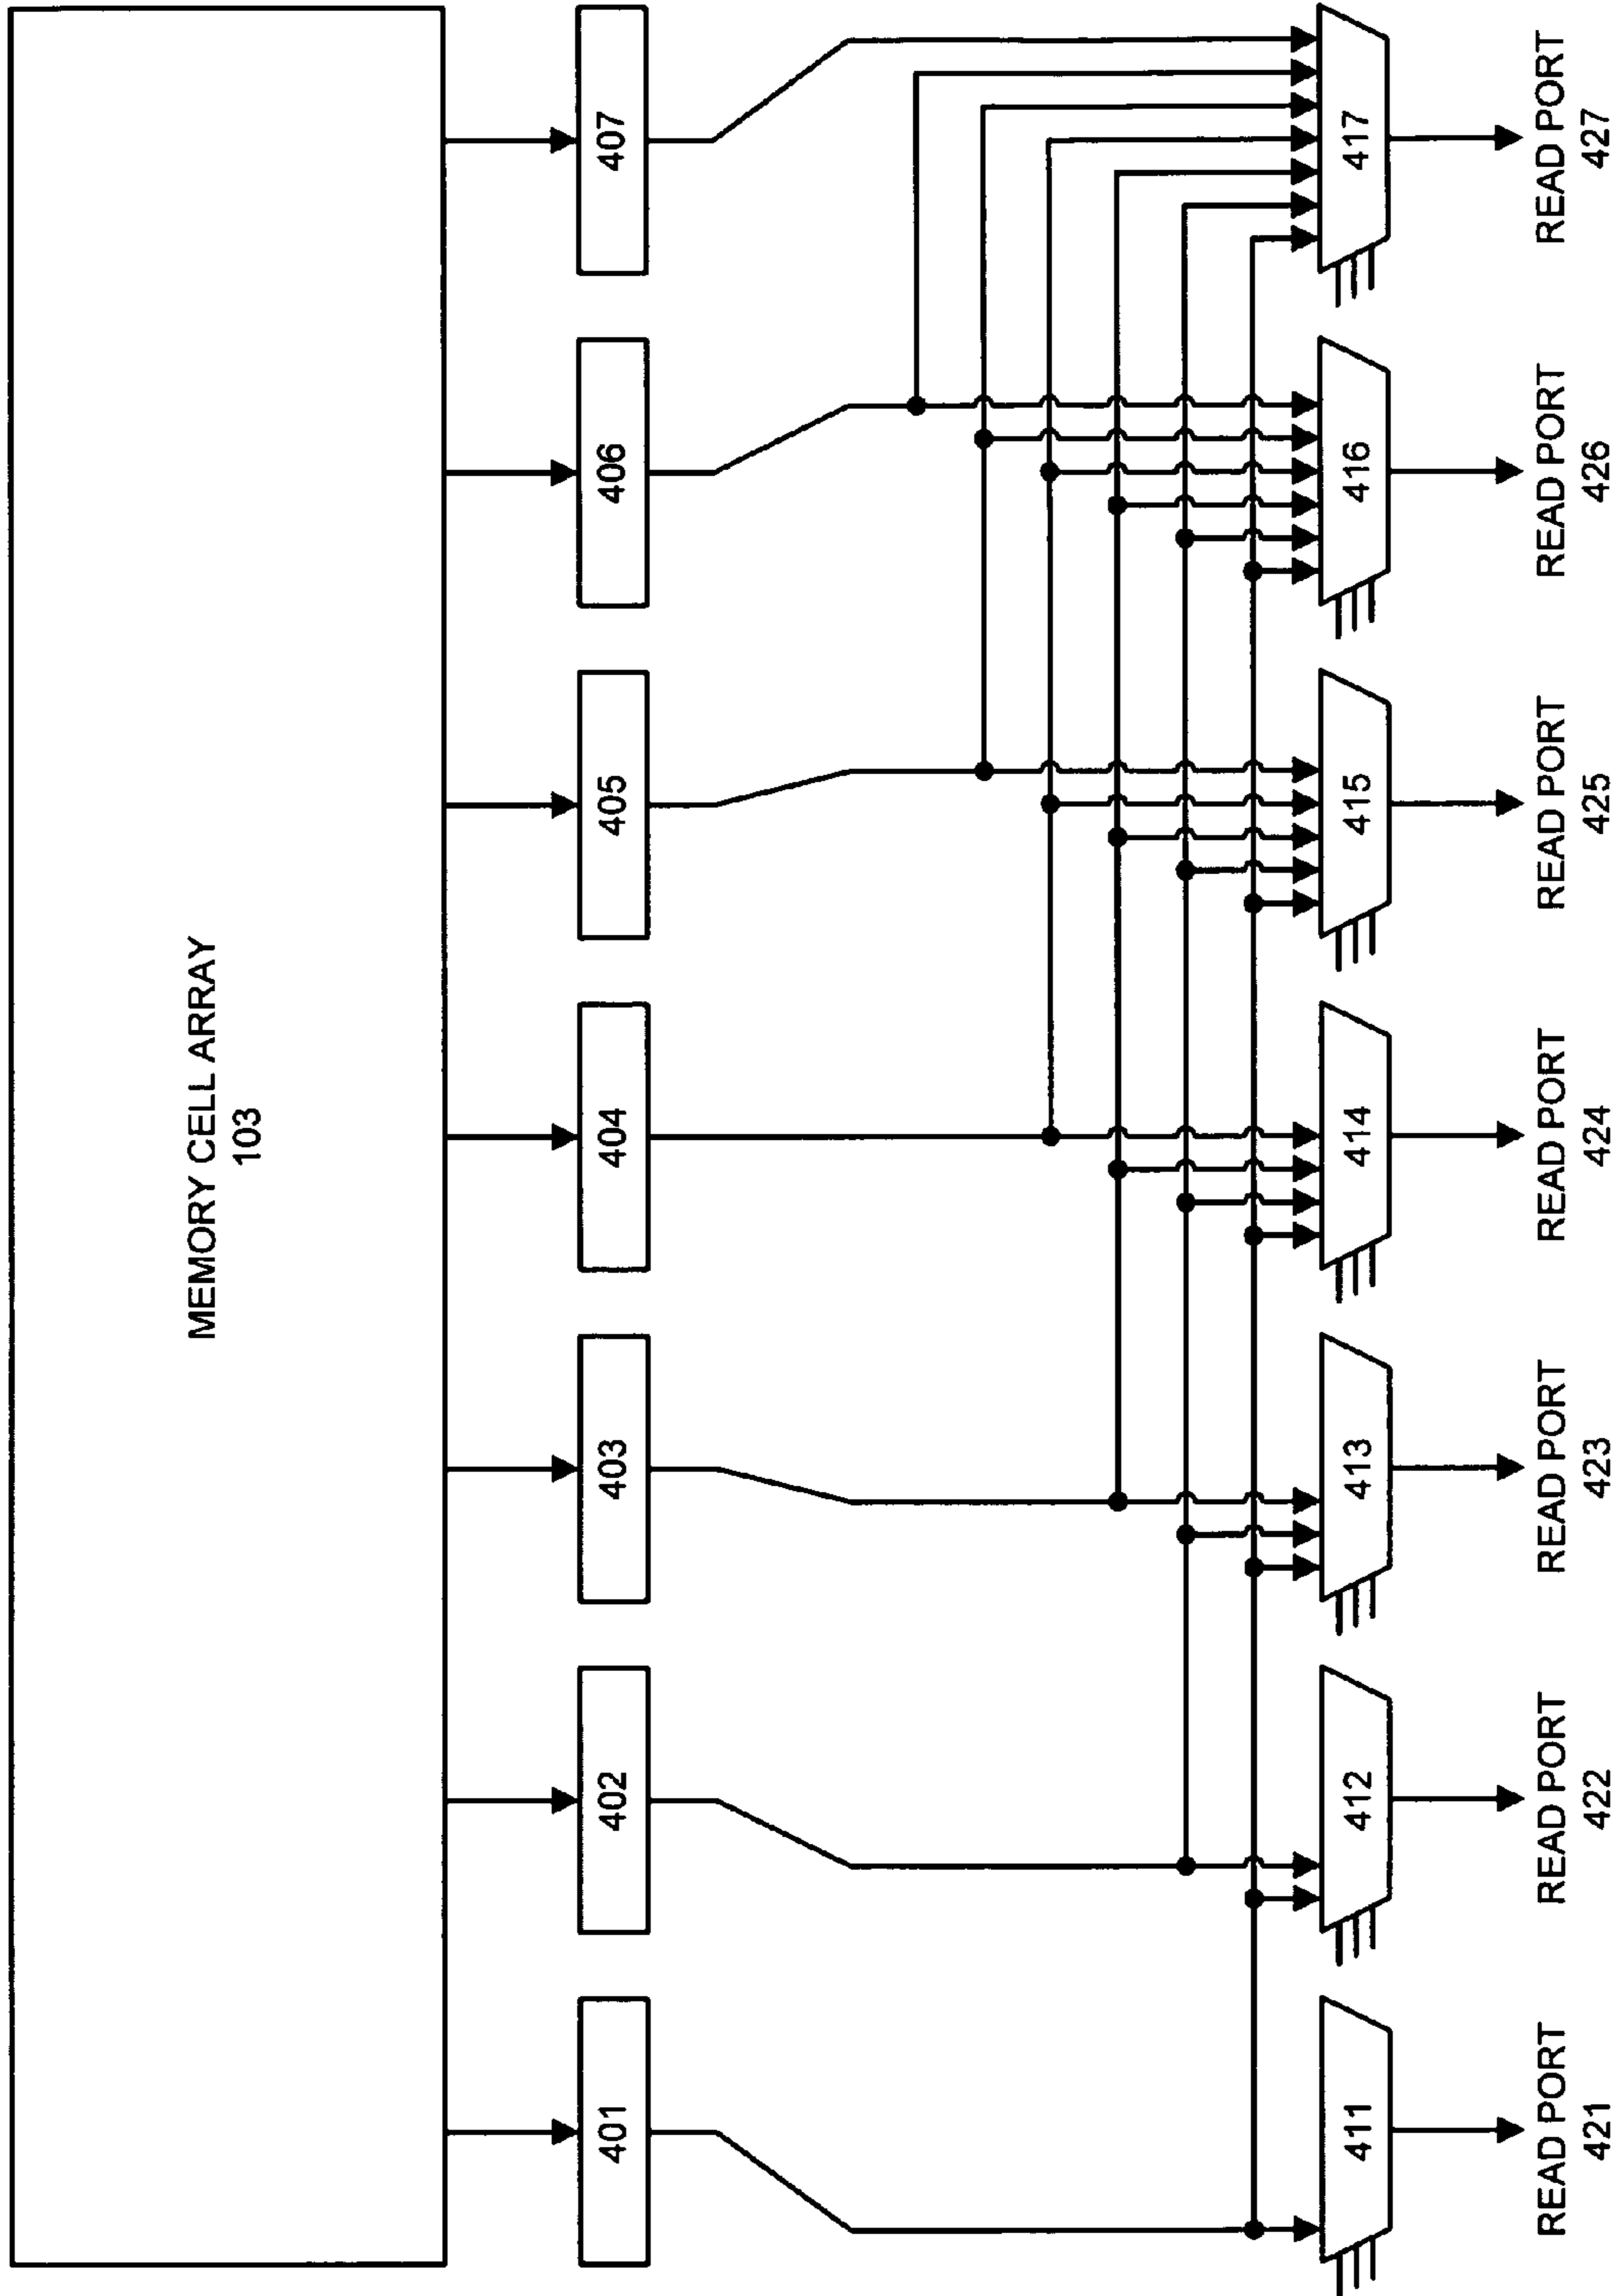 MEMORY CELL ARRAY
103
401
402
403
404
405
406
407
411
412
413
414
415
416
417
READ PORT
421
READ PORT
422
READ PORT
423
READ PORT
424
READ PORT
425
READ PORT
426
READ PORT
427